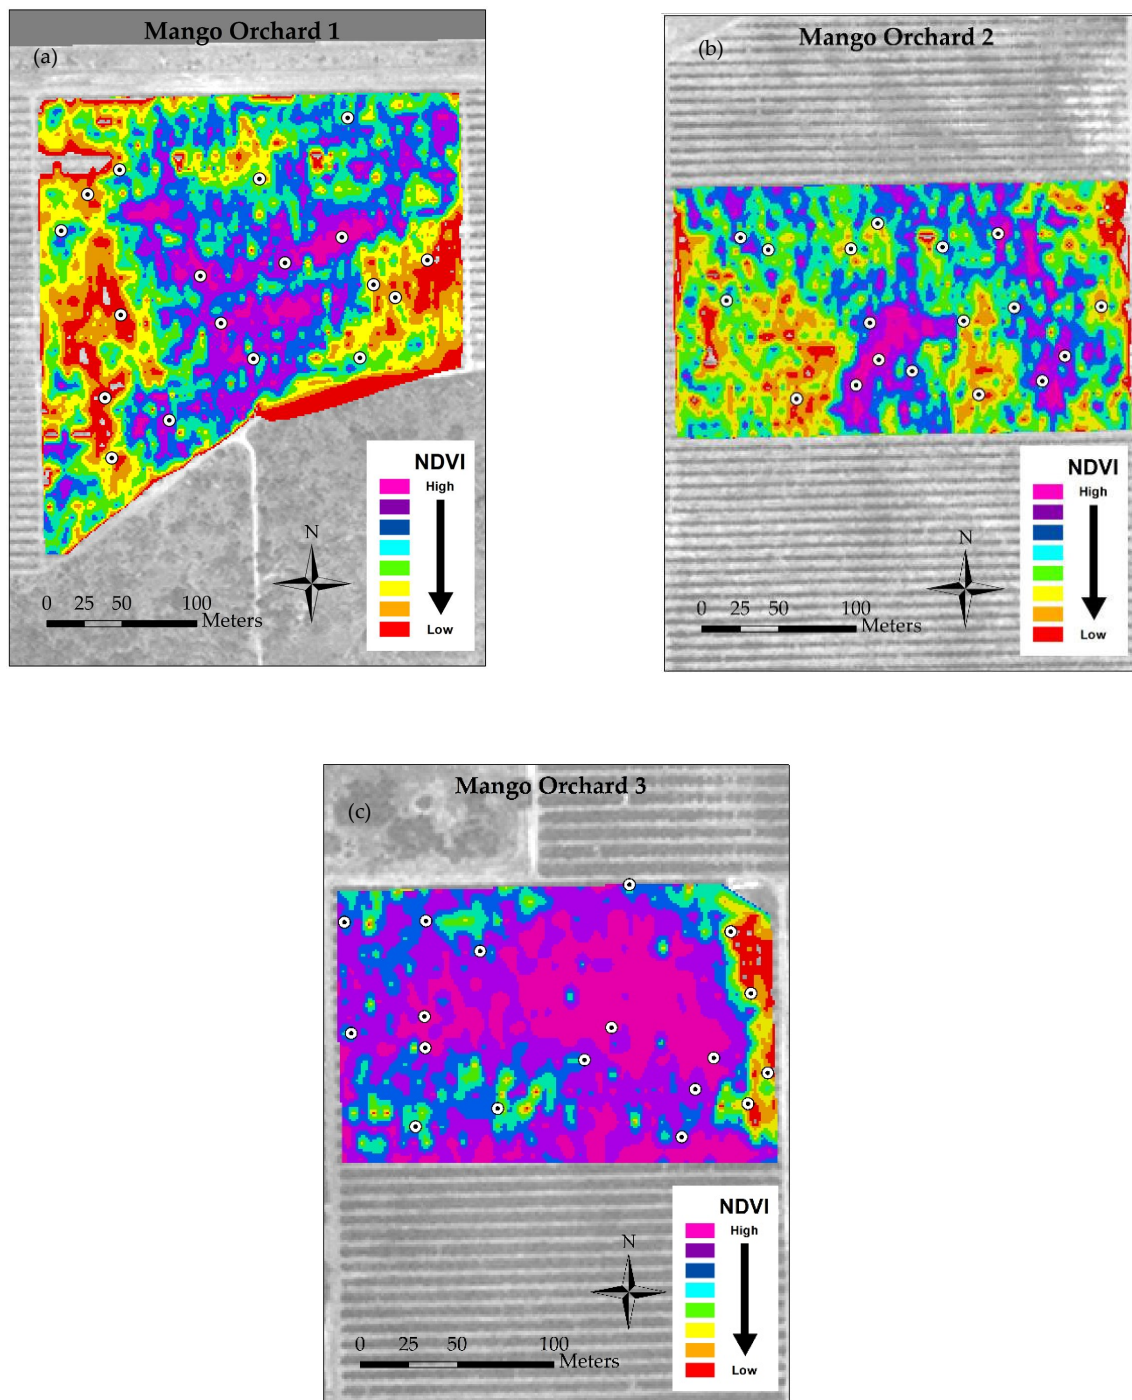 Mango Orchard 1
(a)
NDVI
High
Low
N
0 25 50 100
Meters
Mango Orchard 2
(b)
NDVI
High
Low
N
0 25 50 100
Meters
Mango Orchard 3
(c)
NDVI
High
Low
N
0 25 50 100
Meters